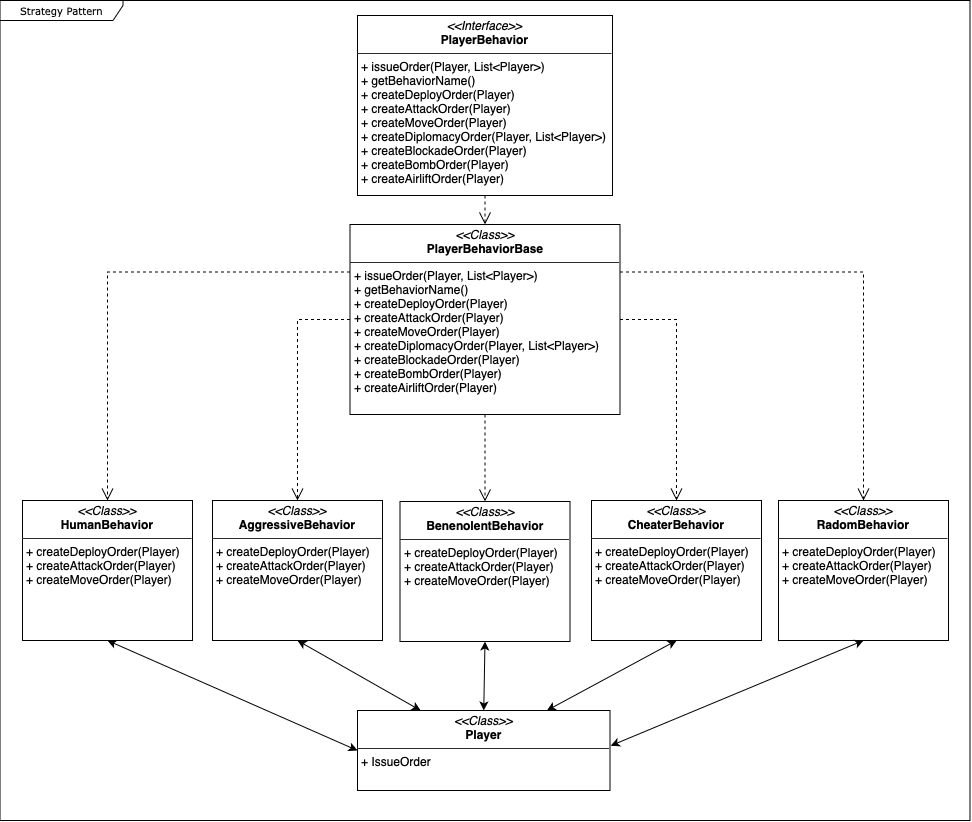 Strategy Pattern
<<Interface>>
PlayerBehavior
+ issueOrder(Player, List<Player>)
+ getBehaviorName()
+ createDeployOrder(Player)
+ createAttackOrder(Player)
+ createMoveOrder(Player)
+ createDiplomacyOrder(Player, List<Player>)
+ createBlockadeOrder(Player)
+ createBombOrder(Player)
+ createAirliftOrder(Player)
<<Class>>
PlayerBehaviorBase
+ issueOrder(Player, List<Player>)
+ getBehaviorName()
+ createDeployOrder(Player)
+ createAttackOrder(Player)
+ createMoveOrder(Player)
+ createDiplomacyOrder(Player, List<Player>)
+ createBlockadeOrder(Player)
+ createBombOrder(Player)
+ createAirliftOrder(Player)
<<Class>>
HumanBehavior
+ createDeployOrder(Player)
+ createAttackOrder(Player)
+ createMoveOrder(Player)
<<Class>>
AggressiveBehavior
+ createDeployOrder(Player)
+ createAttackOrder(Player)
+ createMoveOrder(Player)
<<Class>>
BenenolentBehavior
+ createDeployOrder(Player)
+ createAttackOrder(Player)
+ createMoveOrder(Player)
<<Class>>
CheaterBehavior
+ createDeployOrder(Player)
+ createAttackOrder(Player)
+ createMoveOrder(Player)
<<Class>>
RadomBehavior
+ createDeployOrder(Player)
+ createAttackOrder(Player)
+ createMoveOrder(Player)
<<Class>>
Player
+ IssueOrder